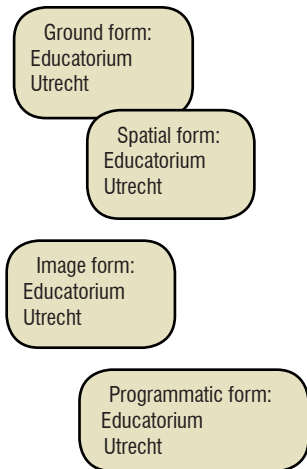 Ground form:
Educatorium
Utrecht
Spatial form:
Educatorium
Utrecht
Image form:
Educatorium
Utrecht
Programmatic form:
Educatorium
Utrecht